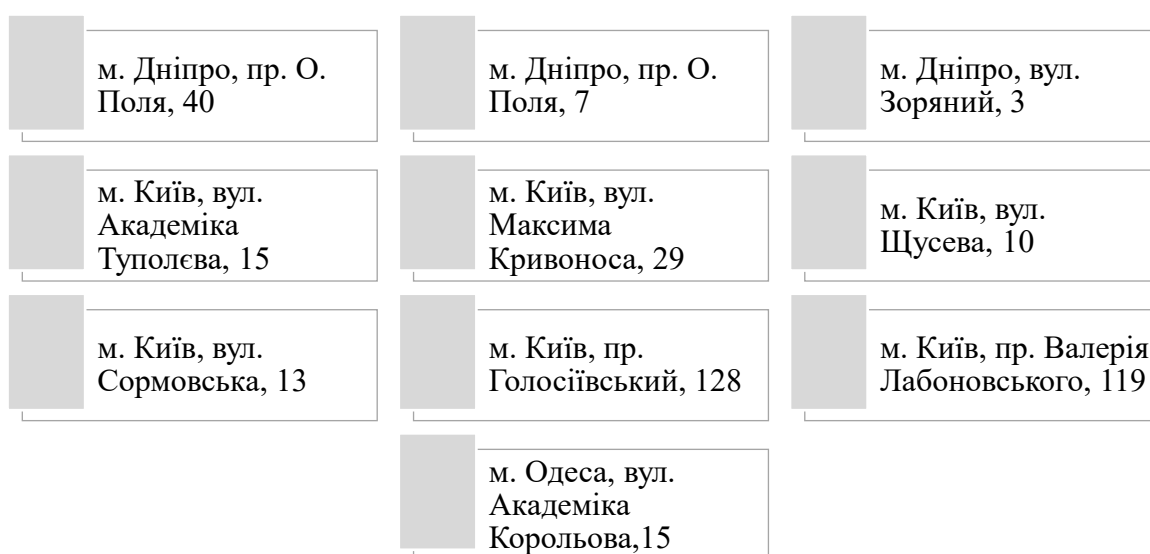 м. Дніпро, пр. О.
Поля, 40
м. Дніпро, пр. О.
Поля, 7
м. Дніпро, вул.
Зоряний, 3
м. Київ, вул.
Академіка
Туполєва, 15
м. Київ, вул.
Максима
Кривоноса, 29
м. Київ, вул.
Щусева, 10
м. Київ, вул.
Сормовська, 13
м. Київ, пр.
Голосіївський, 128
м. Київ, пр. Валерія
Лабоновського, 119
м. Одеса, вул.
Академіка
Корольова,15